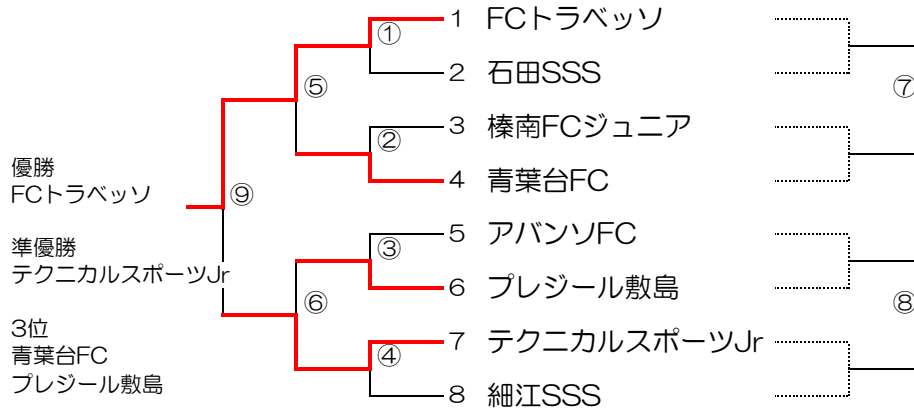 1 FCトラベッソ
①
2 石田SSS
⑤
⑦
3 榛南FCジュニア
②
4 青葉台FC
優勝
FCトラベッソ
⑨
5 アバンソFC
③
準優勝
テクニカルスポーツJr
6 プレジール敷島
⑥
⑧
3位
青葉台FC
プレジール敷島
7 テクニカルスポーツJr
④
8 細江SSS